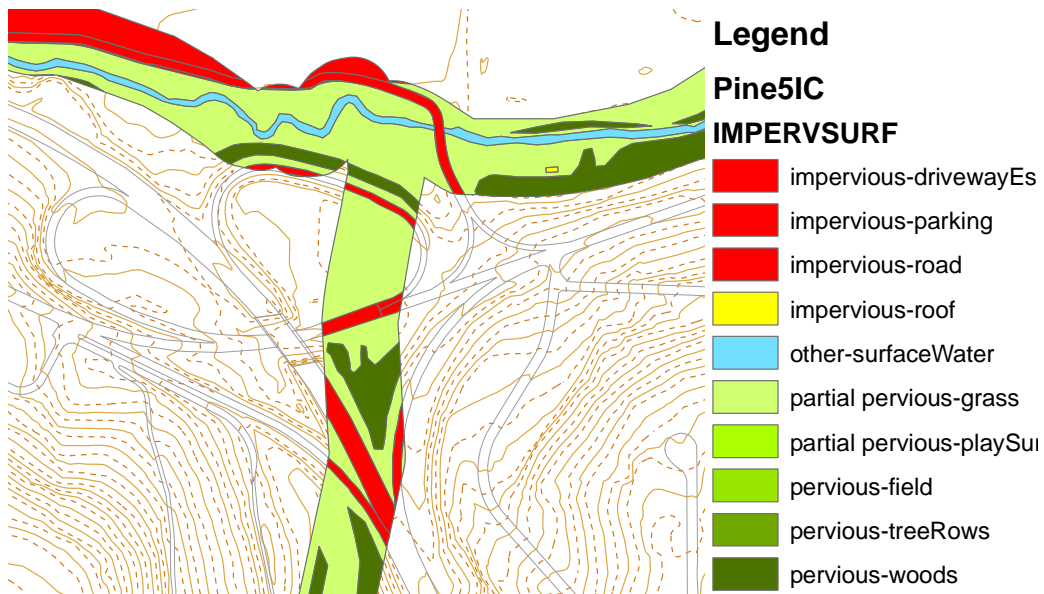 Legend
Pine5IC
IMPERVSURF
impervious-drivewayEs
impervious-parking
impervious-road
impervious-roof
other-surfaceWater
partial pervious-grass
partial pervious-playSur
pervious-field
pervious-treeRows
pervious-woods